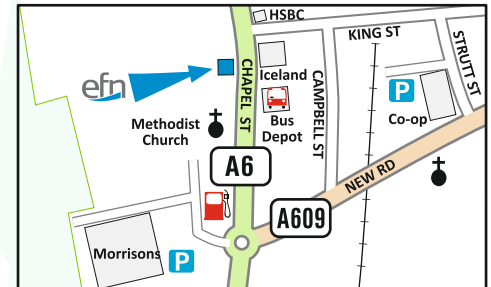 HSBC
KING ST
STRUTT ST
Iceland
efn
CHAPEL ST
CAMPBELL ST
P
Bus
Depot
Co-op
Methodist
Church
A6
NEW RD
A609
Morrisons
P